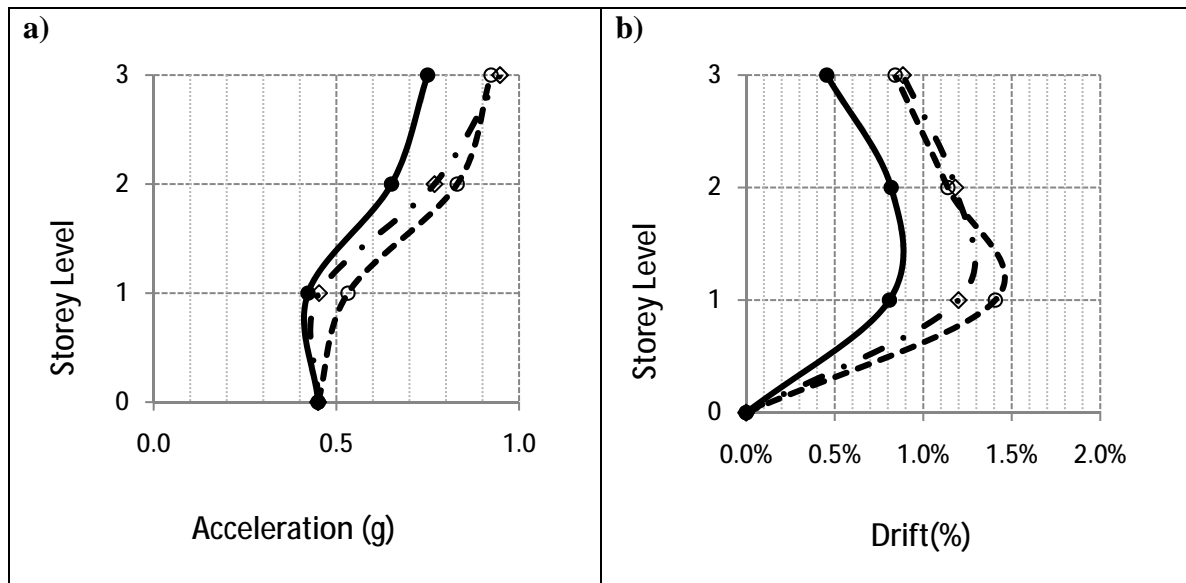 a)
3
2
1
0
0.0 0.5 1.0
Storey Level
Acceleration (g)
b)
3
2
1
0
0.0% 0.5% 1.0% 1.5% 2.0%
Storey Level
Drift(%)